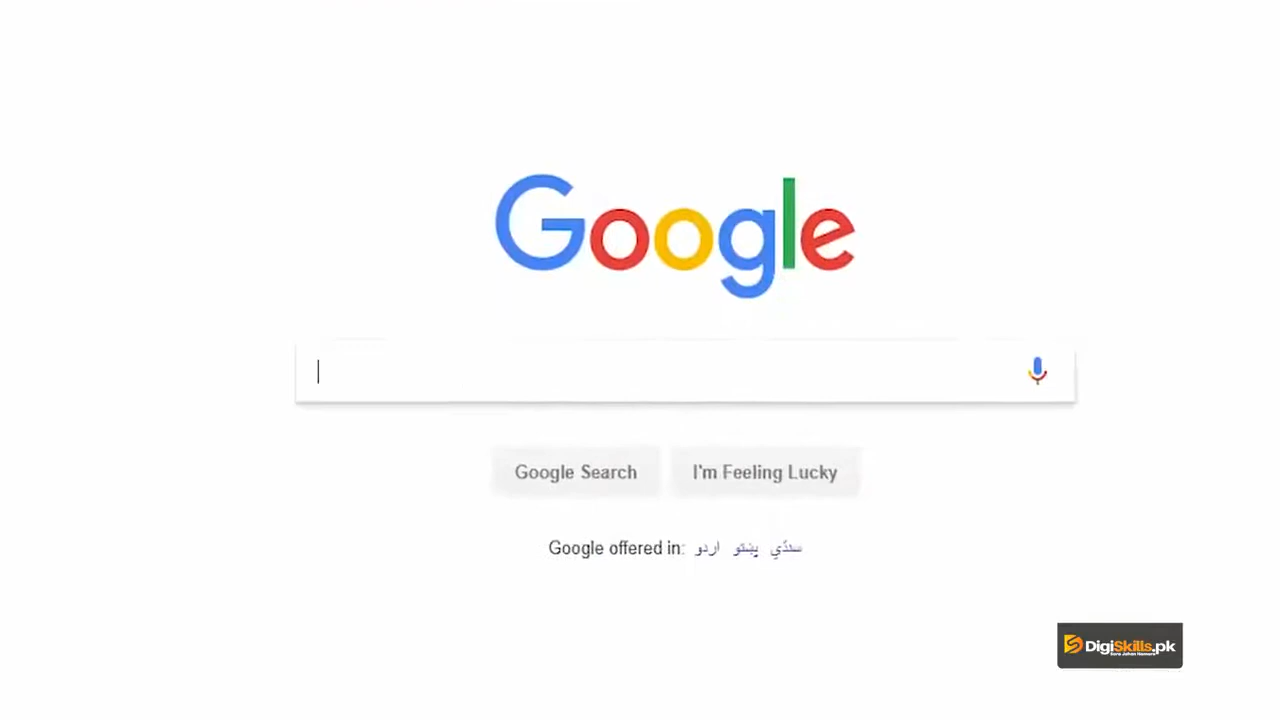 Google
Google Search
I'm Feeling Lucky
Google offered in: اردو پښتو سنڌي
DigiSkills.pk